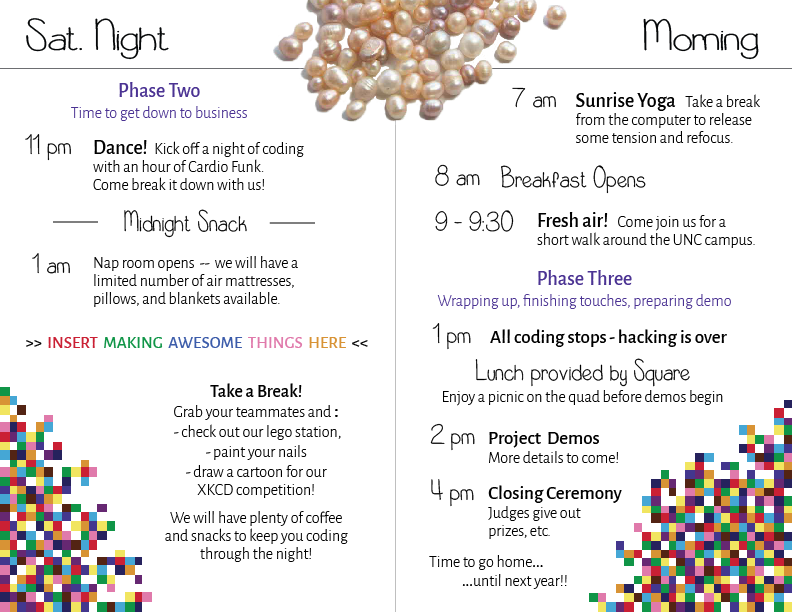 Sat. Night
Phase Two
Time to get down to business
11 pm Dance! Kick off a night of coding
with an hour of Cardio Funk.
Come break it down with us!
Midnight Snack
1 am Nap room opens -- we will have a
limited number of air mattresses,
pillows, and blankets available.
>> INSERT MAKING AWESOME THINGS HERE <<
Take a Break!
Grab your teammates and :
- check out our lego station,
- paint your nails
- draw a cartoon for our
XKCD competition!
We will have plenty of coffee
and snacks to keep you coding
through the night!
Morning
7 am Sunrise Yoga Take a break
from the computer to release
some tension and refocus.
8 am Breakfast Opens
9 - 9:30 Fresh air! Come join us for a
short walk around the UNC campus.
Phase Three
Wrapping up, finishing touches, preparing demo
1 pm All coding stops - hacking is over
Lunch provided by Square
Enjoy a picnic on the quad before demos begin
2 pm Project Demos
More details to come!
4 pm Closing Ceremony
Judges give out
prizes, etc.
Time to go home...
...until next year!!